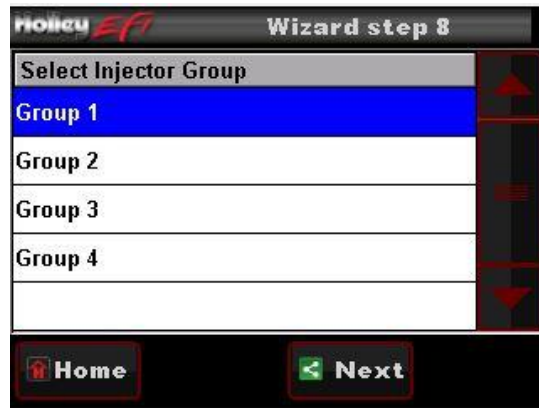 Holley EFI Wizard step 8
Select Injector Group
Group 1
Group 2
Group 3
Group 4
Home Next